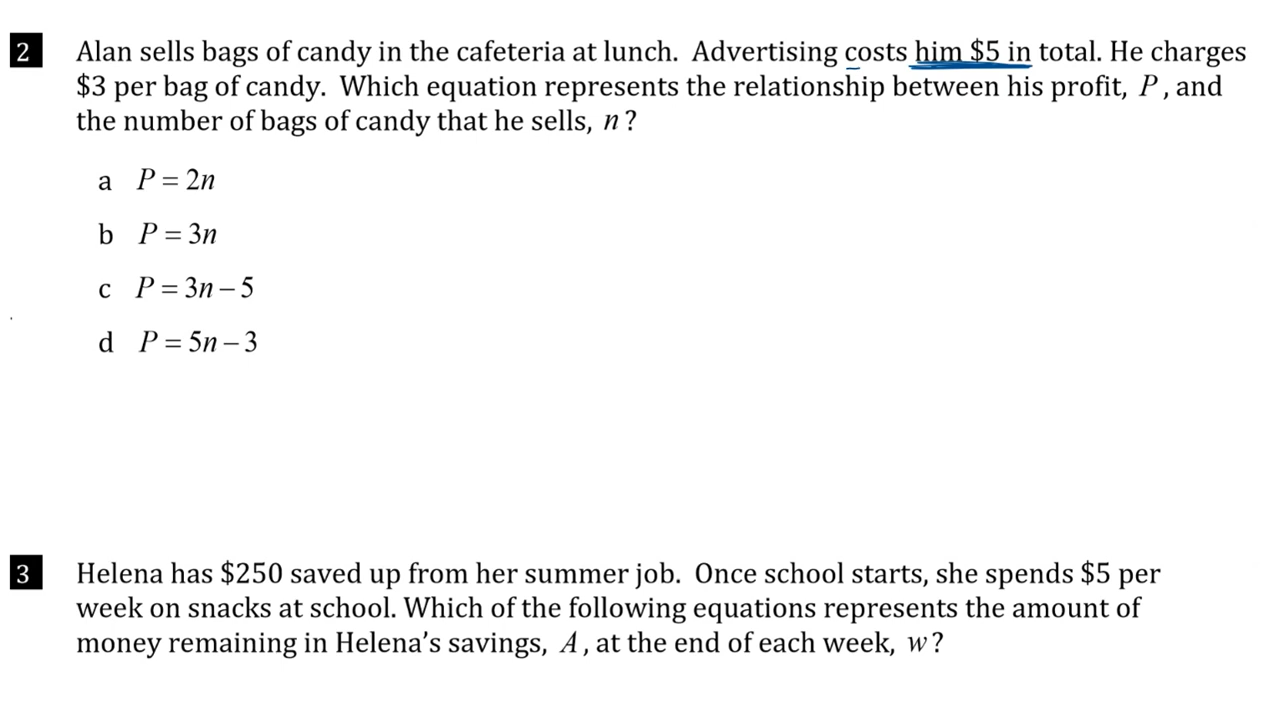 2 Alan sells bags of candy in the cafeteria at lunch. Advertising costs him $5 in total. He charges
$3 per bag of candy. Which equation represents the relationship between his profit, P, and
the number of bags of candy that he sells, n?
a P = 2n
b P = 3n
c P = 3n – 5
d P = 5n – 3
3 Helena has $250 saved up from her summer job. Once school starts, she spends $5 per
week on snacks at school. Which of the following equations represents the amount of
money remaining in Helena’s savings, A, at the end of each week, w?